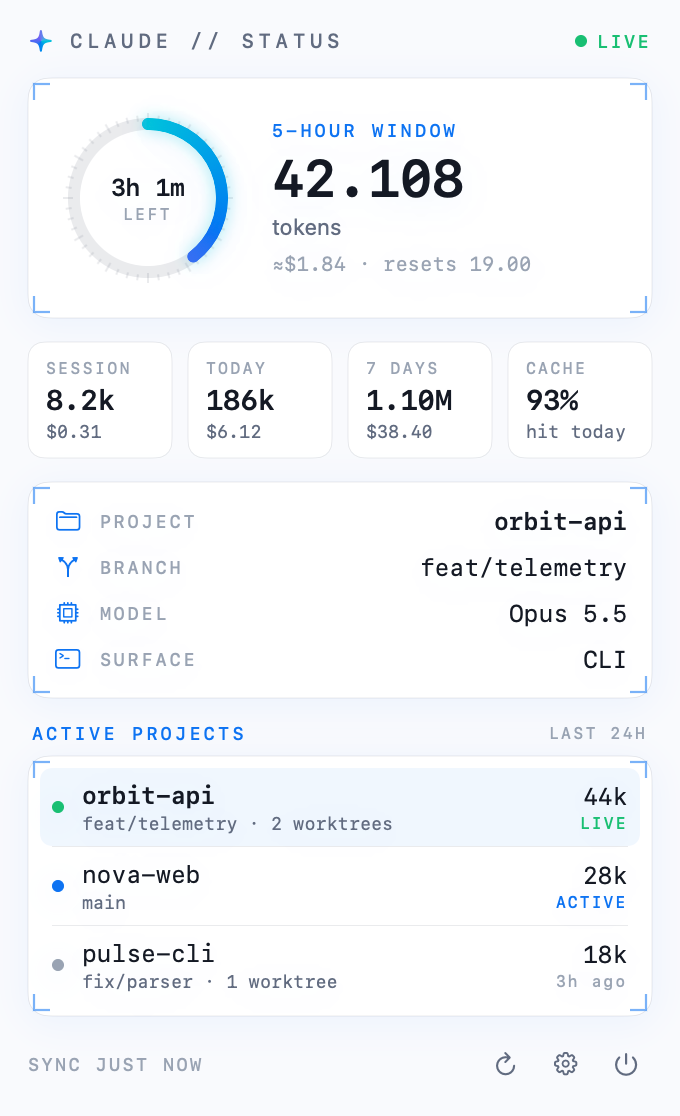 CLAUDE // STATUS
LIVE
3h 1m
LEFT
5-HOUR WINDOW
42.108
tokens
≈$1.84 · resets 19.00
SESSION
8.2k
$0.31
TODAY
186k
$6.12
7 DAYS
1.10M
$38.40
CACHE
93%
hit today
PROJECT orbit-api
BRANCH feat/telemetry
MODEL Opus 5.5
SURFACE CLI
ACTIVE PROJECTS LAST 24H
orbit-api 44k
feat/telemetry · 2 worktrees LIVE
nova-web 28k
main ACTIVE
pulse-cli 18k
fix/parser · 1 worktree 3h ago
SYNC JUST NOW